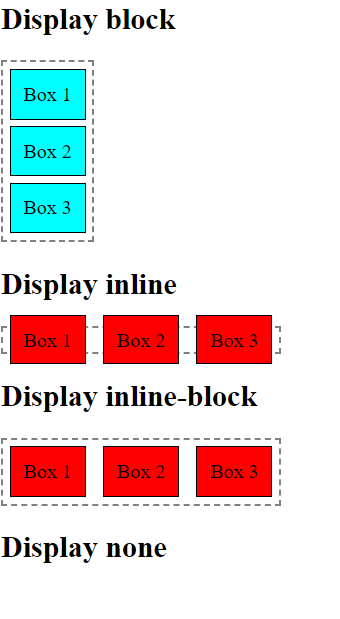 Display block
Box 1
Box 2
Box 3
Display inline
Box 1 Box 2 Box 3
Display inline-block
Box 1 Box 2 Box 3
Display none